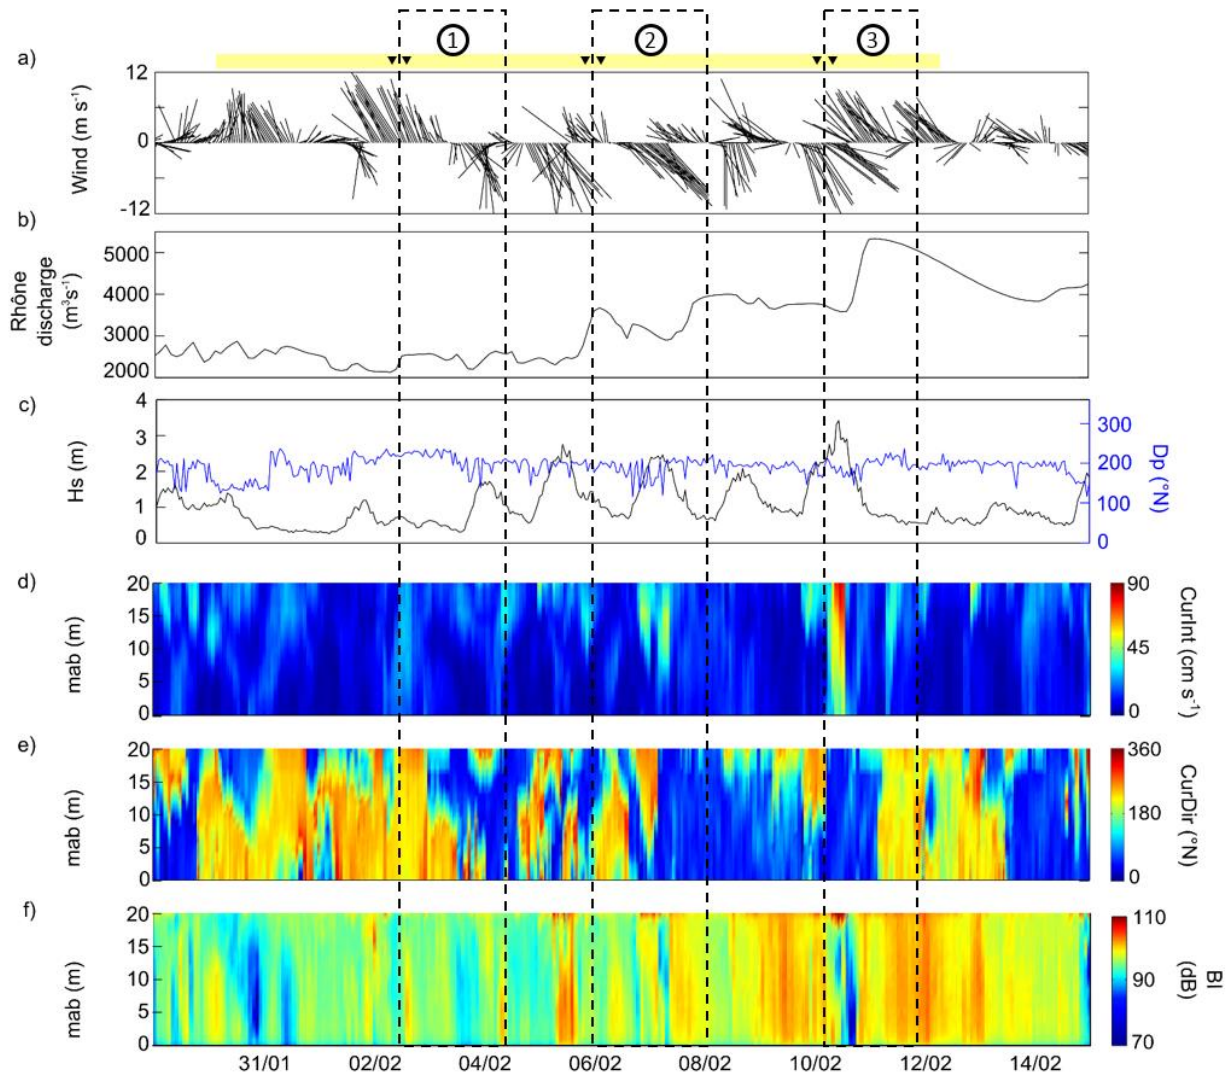 ① ② ③
a)
12
0
-12
Wind (m s⁻¹)
b)
5000
4000
3000
2000
Rhône
discharge
(m³s⁻¹)
c)
4
3
2
1
0
Hs (m)
300
200
100
0
Dp (°N)
d)
20
15
10
5
0
mab (m)
90
45
0
CurInt (cm s⁻¹)
e)
20
15
10
5
0
mab (m)
360
180
0
CurDir (°N)
f)
20
15
10
5
0
mab (m)
110
90
70
BI
(dB)
31/01 02/02 04/02 06/02 08/02 10/02 12/02 14/02